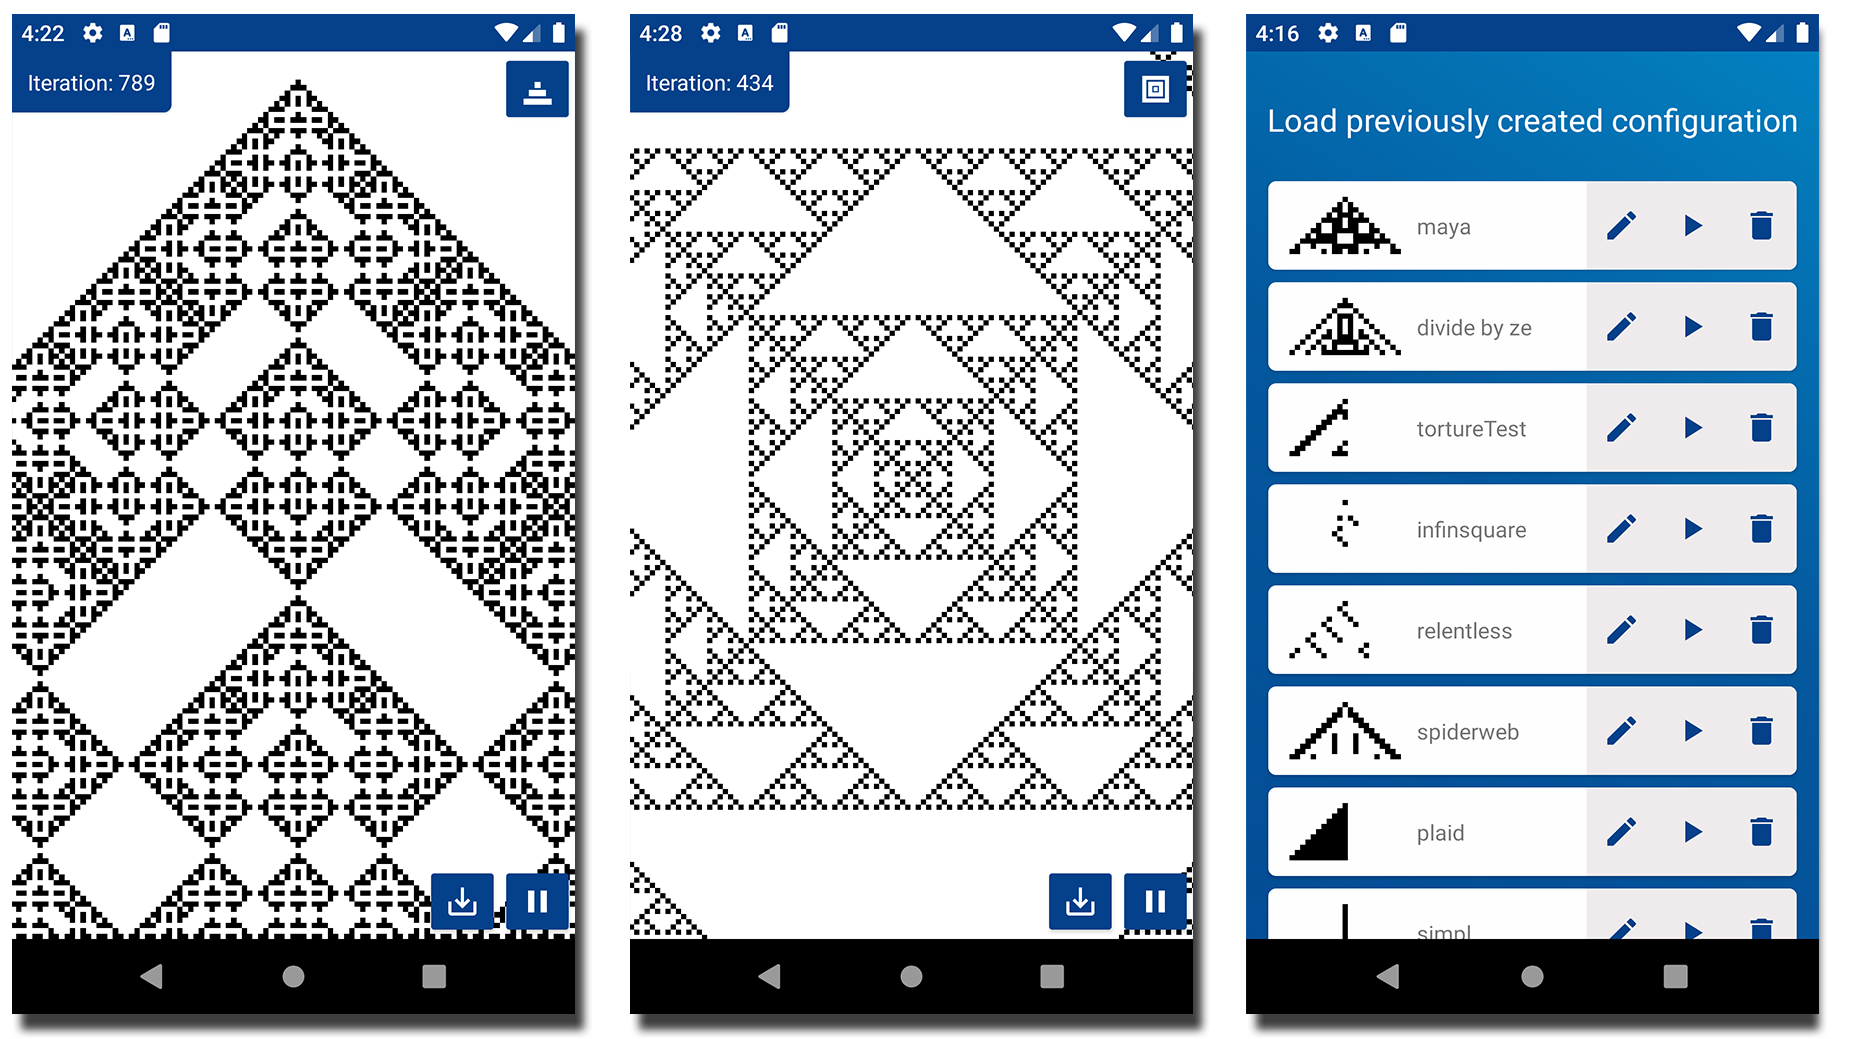 4:22
Iteration: 789
4:28
Iteration: 434
4:16
Load previously created configuration
maya
divide by ze
tortureTest
infinsquare
relentless
spiderweb
plaid
simpl